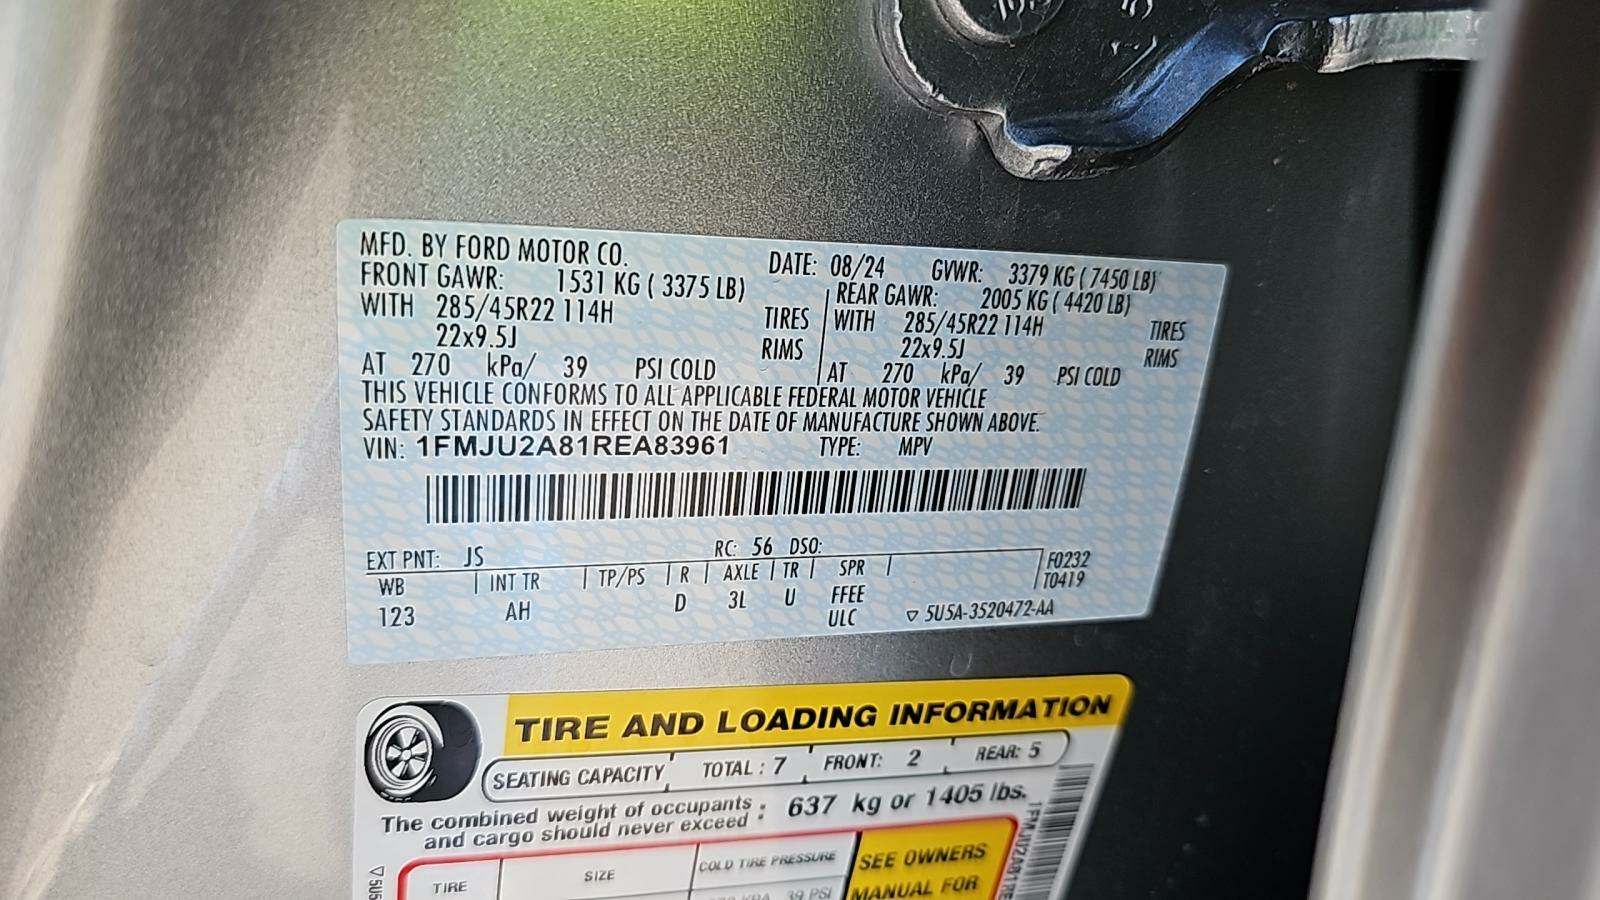 MFD. BY FORD MOTOR CO.
DATE: 08/24 GVWR: 3379 KG ( 7450 LB)
FRONT GAWR: 1531 KG ( 3375 LB)
REAR GAWR: 2005 KG ( 4420 LB)
WITH 285/45R22 114H TIRES
WITH 285/45R22 114H TIRES
22x9.5J RIMS
22x9.5J RIMS
AT 270 kPa/ 39 PSI COLD
AT 270 kPa/ 39 PSI COLD
THIS VEHICLE CONFORMS TO ALL APPLICABLE FEDERAL MOTOR VEHICLE
SAFETY STANDARDS IN EFFECT ON THE DATE OF MANUFACTURE SHOWN ABOVE.
VIN: 1FMJU2A81REA83961 TYPE: MPV
EXT PNT: JS RC: 56 DSO:
WB INT TR TP/PS R AXLE TR SPR F0232
T0419
123 AH D 3L U FFEE
ULC ▽ 5U5A-3520472-AA
TIRE AND LOADING INFORMATION
SEATING CAPACITY TOTAL : 7 FRONT: 2 REAR: 5
The combined weight of occupants : 637 kg or 1405 lbs.
and cargo should never exceed :
TIRE SIZE COLD TIRE PRESSURE SEE OWNERS
39 PSI MANUAL FOR